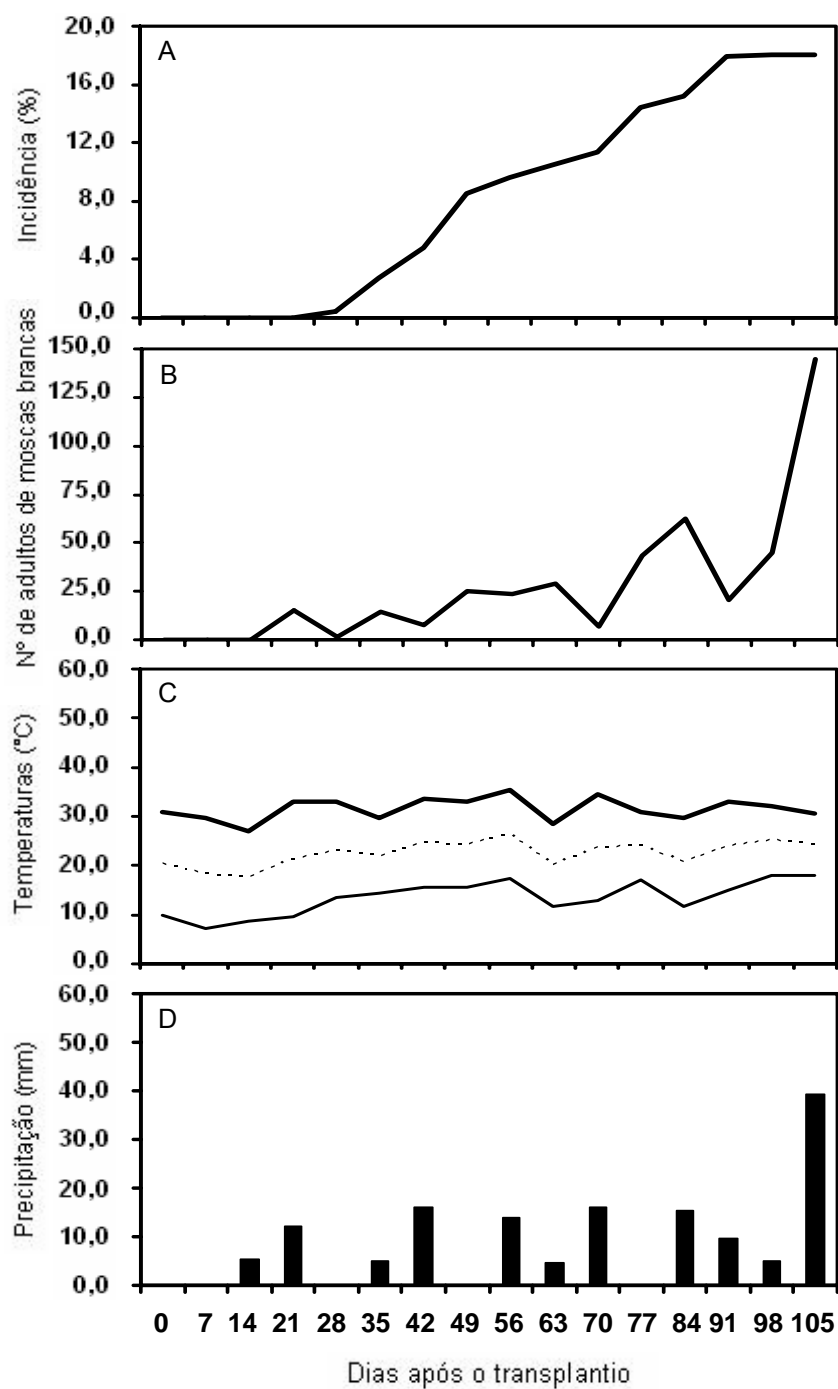 A
Incidência (%)
20,0
16,0
12,0
8,0
4,0
0,0
B
N° de adultos de moscas brancas
150,0
125,0
100,0
75,0
50,0
25,0
0,0
C
Temperaturas (°C)
60,0
50,0
40,0
30,0
20,0
10,0
0,0
D
Precipitação (mm)
60,0
50,0
40,0
30,0
20,0
10,0
0,0
0 7 14 21 28 35 42 49 56 63 70 77 84 91 98 105
Dias após o transplantio